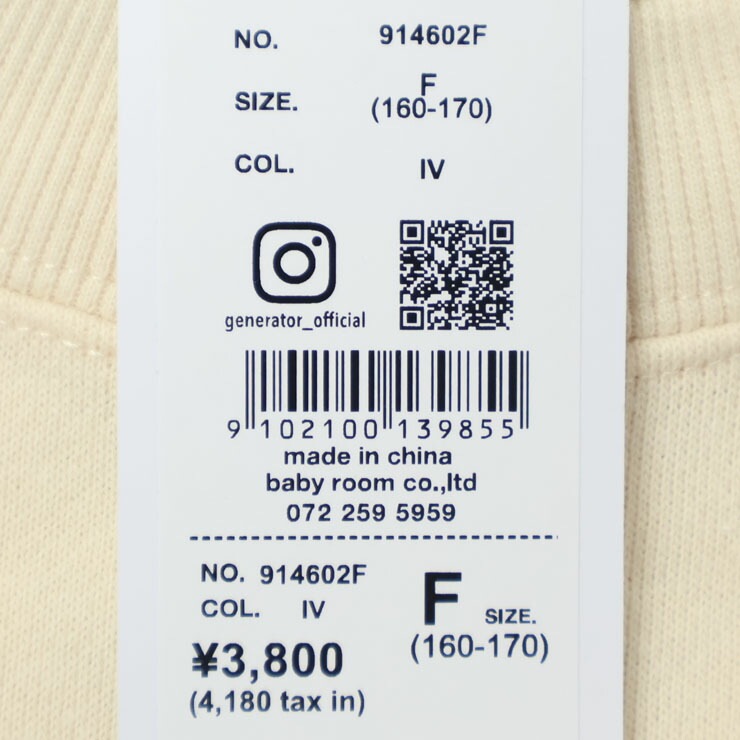 NO. 914602F
SIZE. F
(160-170)
COL. IV
generator_official
9 102100 139855
made in china
baby room co.,ltd
072 259 5959
NO. 914602F
COL. IV
F SIZE.
(160-170)
¥3,800
(4,180 tax in)